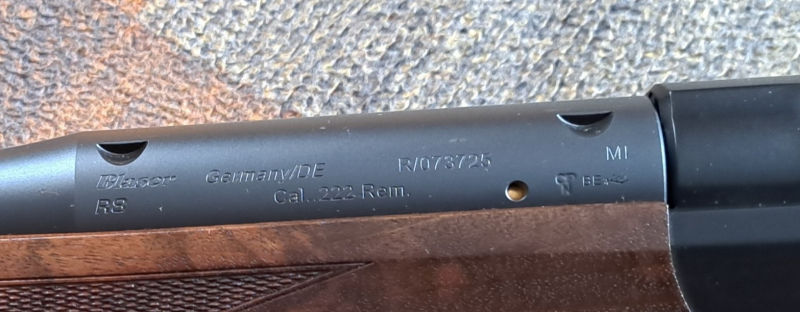 Blaser
R8
Germany/DE
Cal. .222 Rem.
R/073725
MI